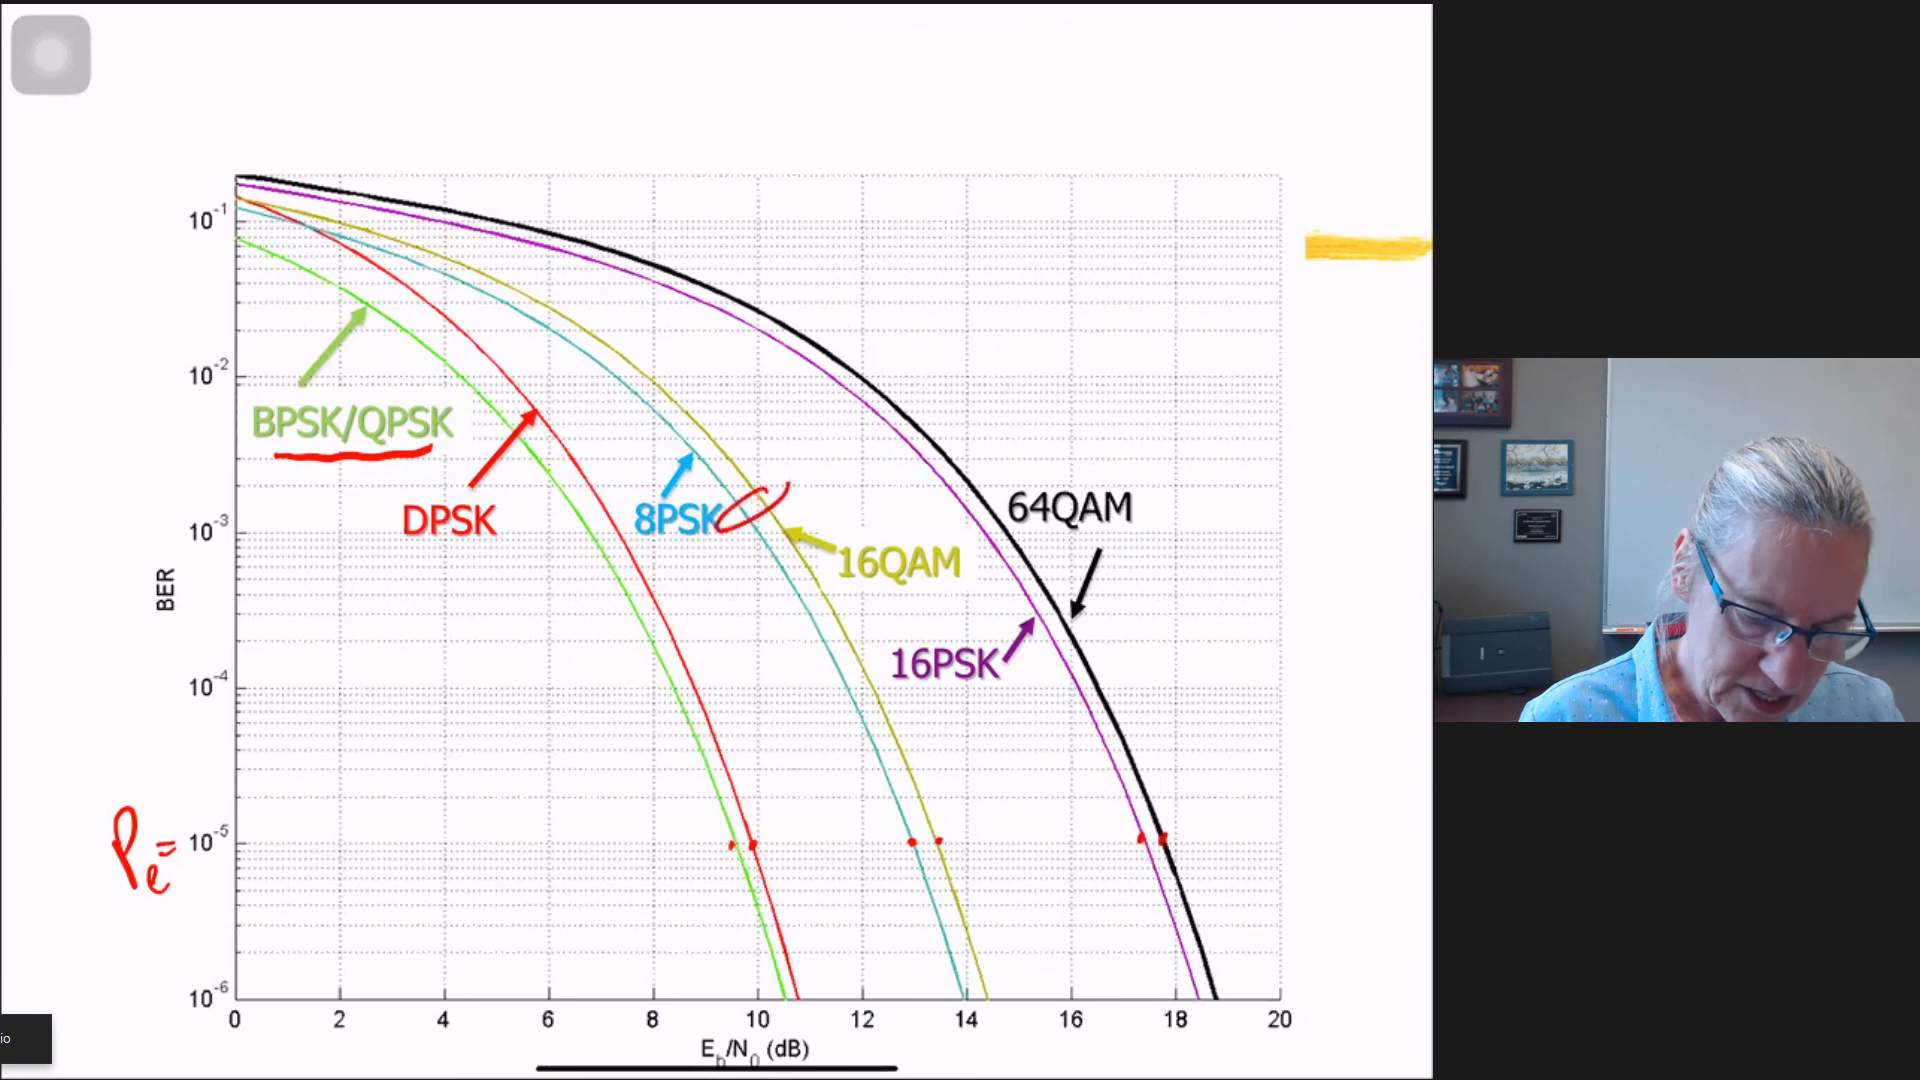 10-1
10-2
BPSK/QPSK
DPSK
8PSK
64QAM
10-3
16QAM
BER
16PSK
10-4
Pe=
10-5
10-6
0 2 4 6 8 10 12 14 16 18 20
Eb/N0 (dB)
io